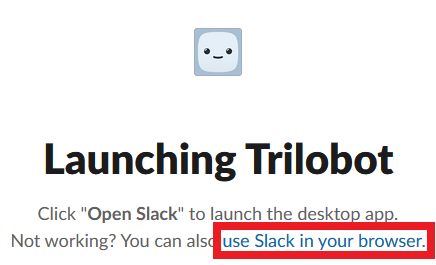 Launching Trilobot
Click "Open Slack" to launch the desktop app.
Not working? You can also use Slack in your browser.